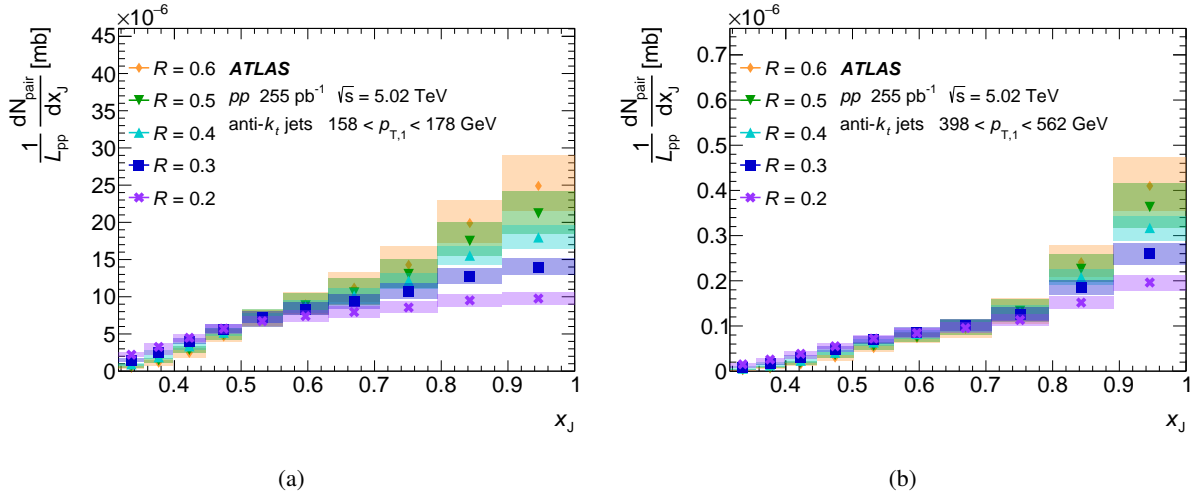 ×10⁻⁶
1/L_pp dN_pair/dx_J [mb]
45
40
35
30
25
20
15
10
5
0
R = 0.6 ATLAS
R = 0.5 pp 255 pb⁻¹ √s = 5.02 TeV
R = 0.4 anti-k_t jets 158 < p_T,1 < 178 GeV
R = 0.3
R = 0.2
0.4 0.5 0.6 0.7 0.8 0.9 1
x_J
(a)
×10⁻⁶
1/L_pp dN_pair/dx_J [mb]
0.7
0.6
0.5
0.4
0.3
0.2
0.1
0
R = 0.6 ATLAS
R = 0.5 pp 255 pb⁻¹ √s = 5.02 TeV
R = 0.4 anti-k_t jets 398 < p_T,1 < 562 GeV
R = 0.3
R = 0.2
0.4 0.5 0.6 0.7 0.8 0.9 1
x_J
(b)